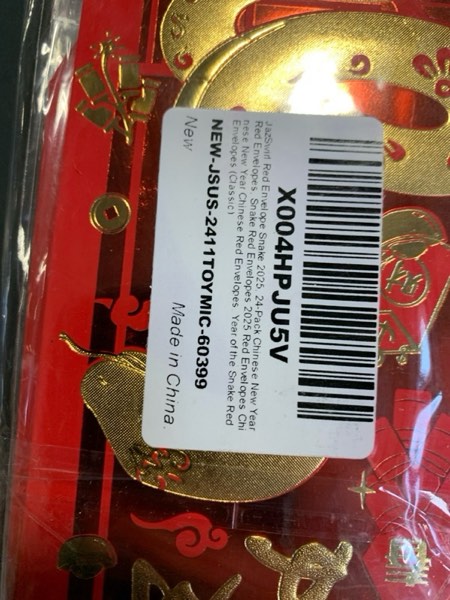 X004HPJU5V
JazSivnf Red Envelope Snake 2025, 24-Pack Chinese New Year
Red Envelopes, Snake Red Envelopes 2025 Red Envelopes Chi
nese New Year Chinese Red Envelopes, Year of the Snake Red
Envelopes (Classic)
NEW-JSUS-2411TOYMIC-60399
New
Made in China.